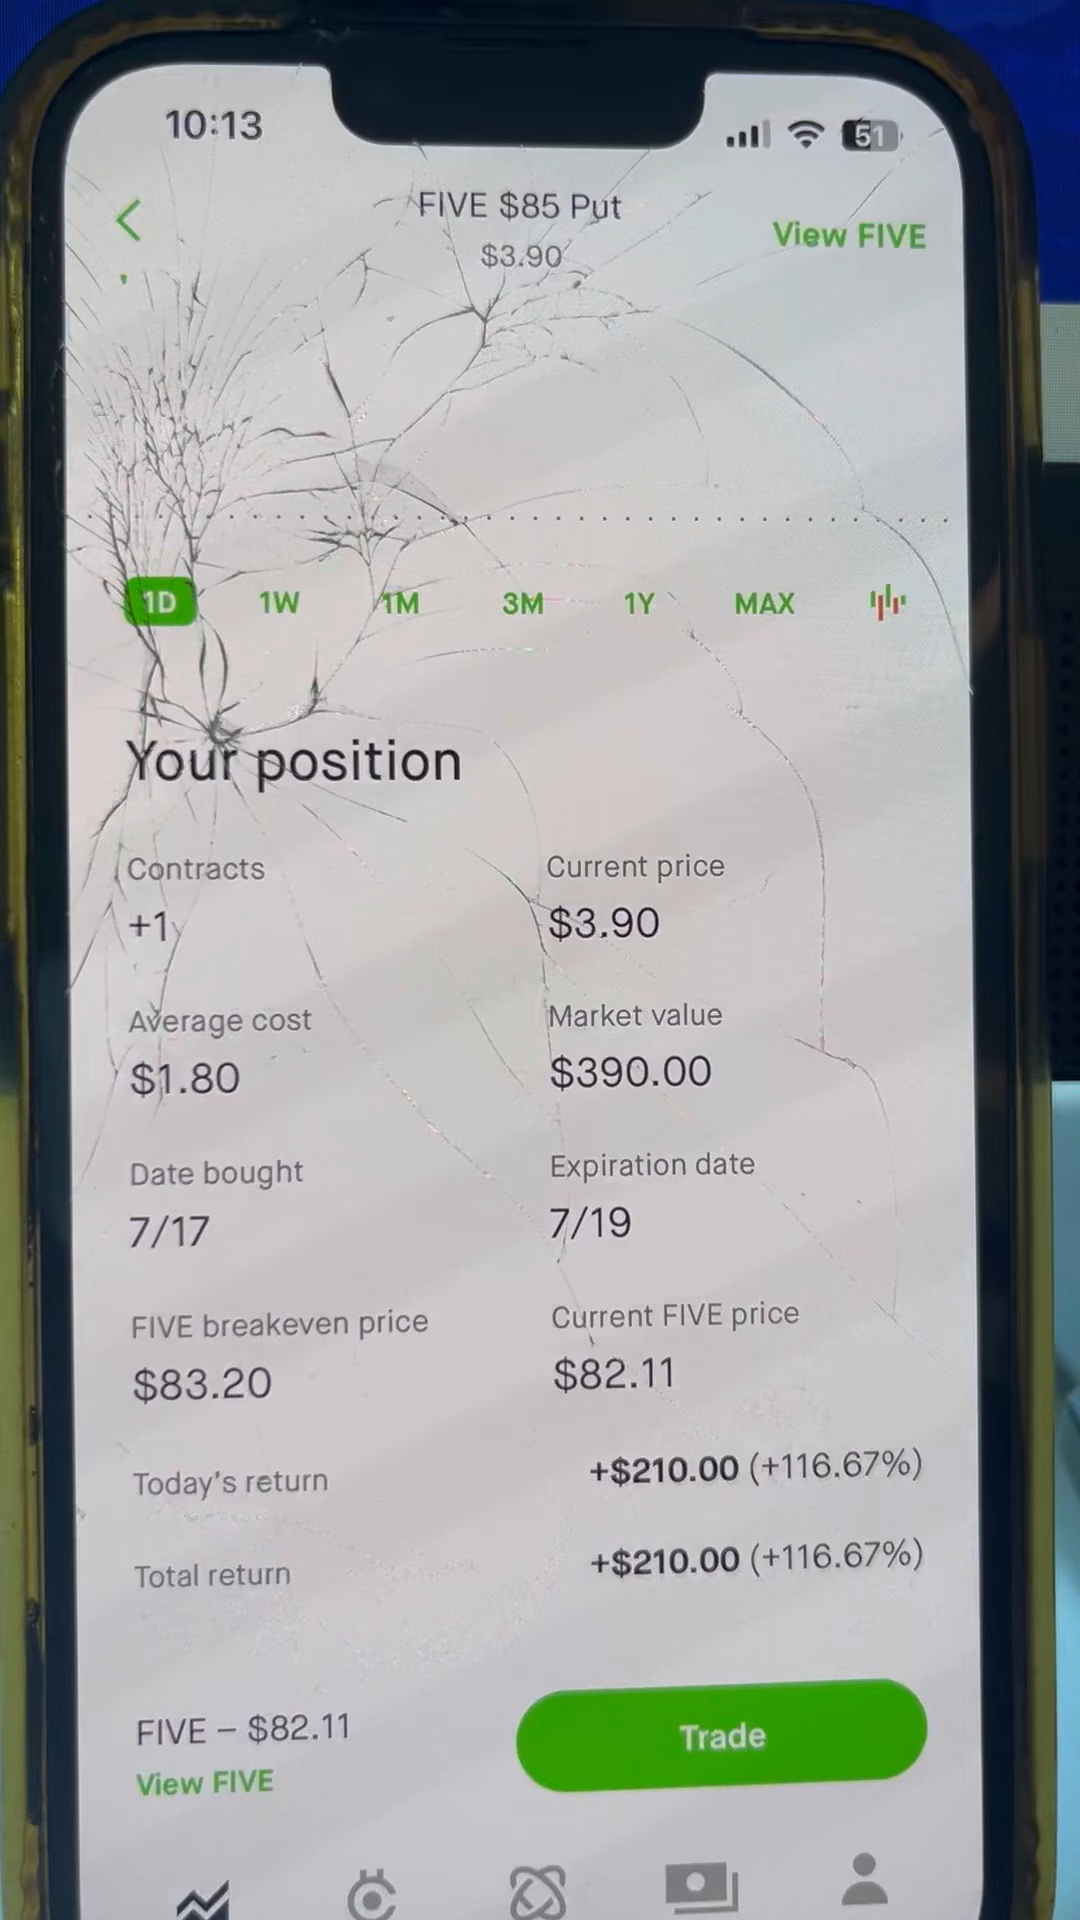 10:13
51
FIVE $85 Put
$3.90
View FIVE
1D 1W 1M 3M 1Y MAX
Your position
Contracts
+1
Current price
$3.90
Average cost
$1.80
Market value
$390.00
Date bought
7/17
Expiration date
7/19
FIVE breakeven price
$83.20
Current FIVE price
$82.11
Today's return
+$210.00 (+116.67%)
Total return
+$210.00 (+116.67%)
FIVE – $82.11
View FIVE
Trade